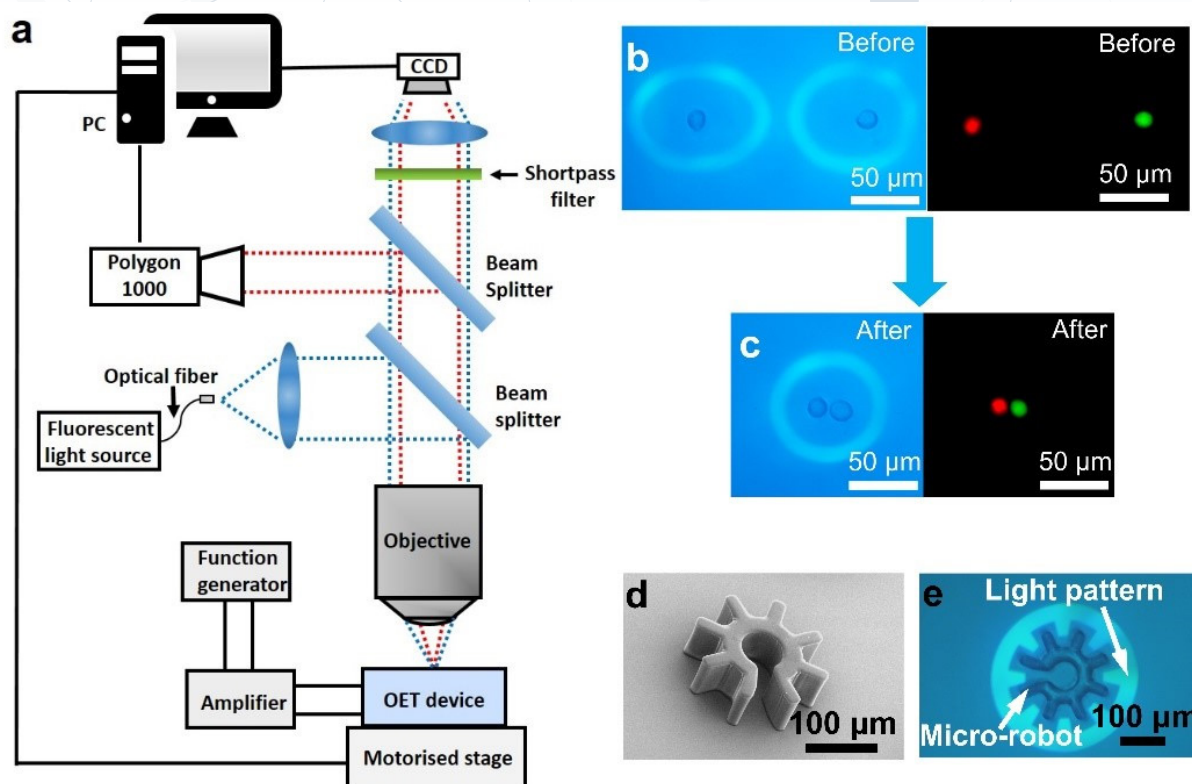 a
CCD
PC
Shortpass
filter
Polygon
1000
Beam
Splitter
Optical fiber
Beam
splitter
Fluorescent
light source
Objective
Function
generator
Amplifier
OET device
Motorised stage
b
Before
50 µm
Before
50 µm
c
After
50 µm
After
50 µm
d
100 µm
e
Light pattern
Micro-robot
100 µm